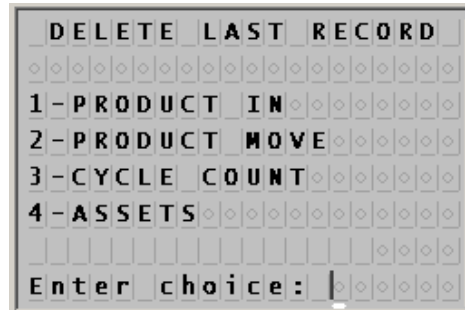 DELETE LAST RECORD
1-PRODUCT IN
2-PRODUCT MOVE
3-CYCLE COUNT
4-ASSETS
Enter choice: